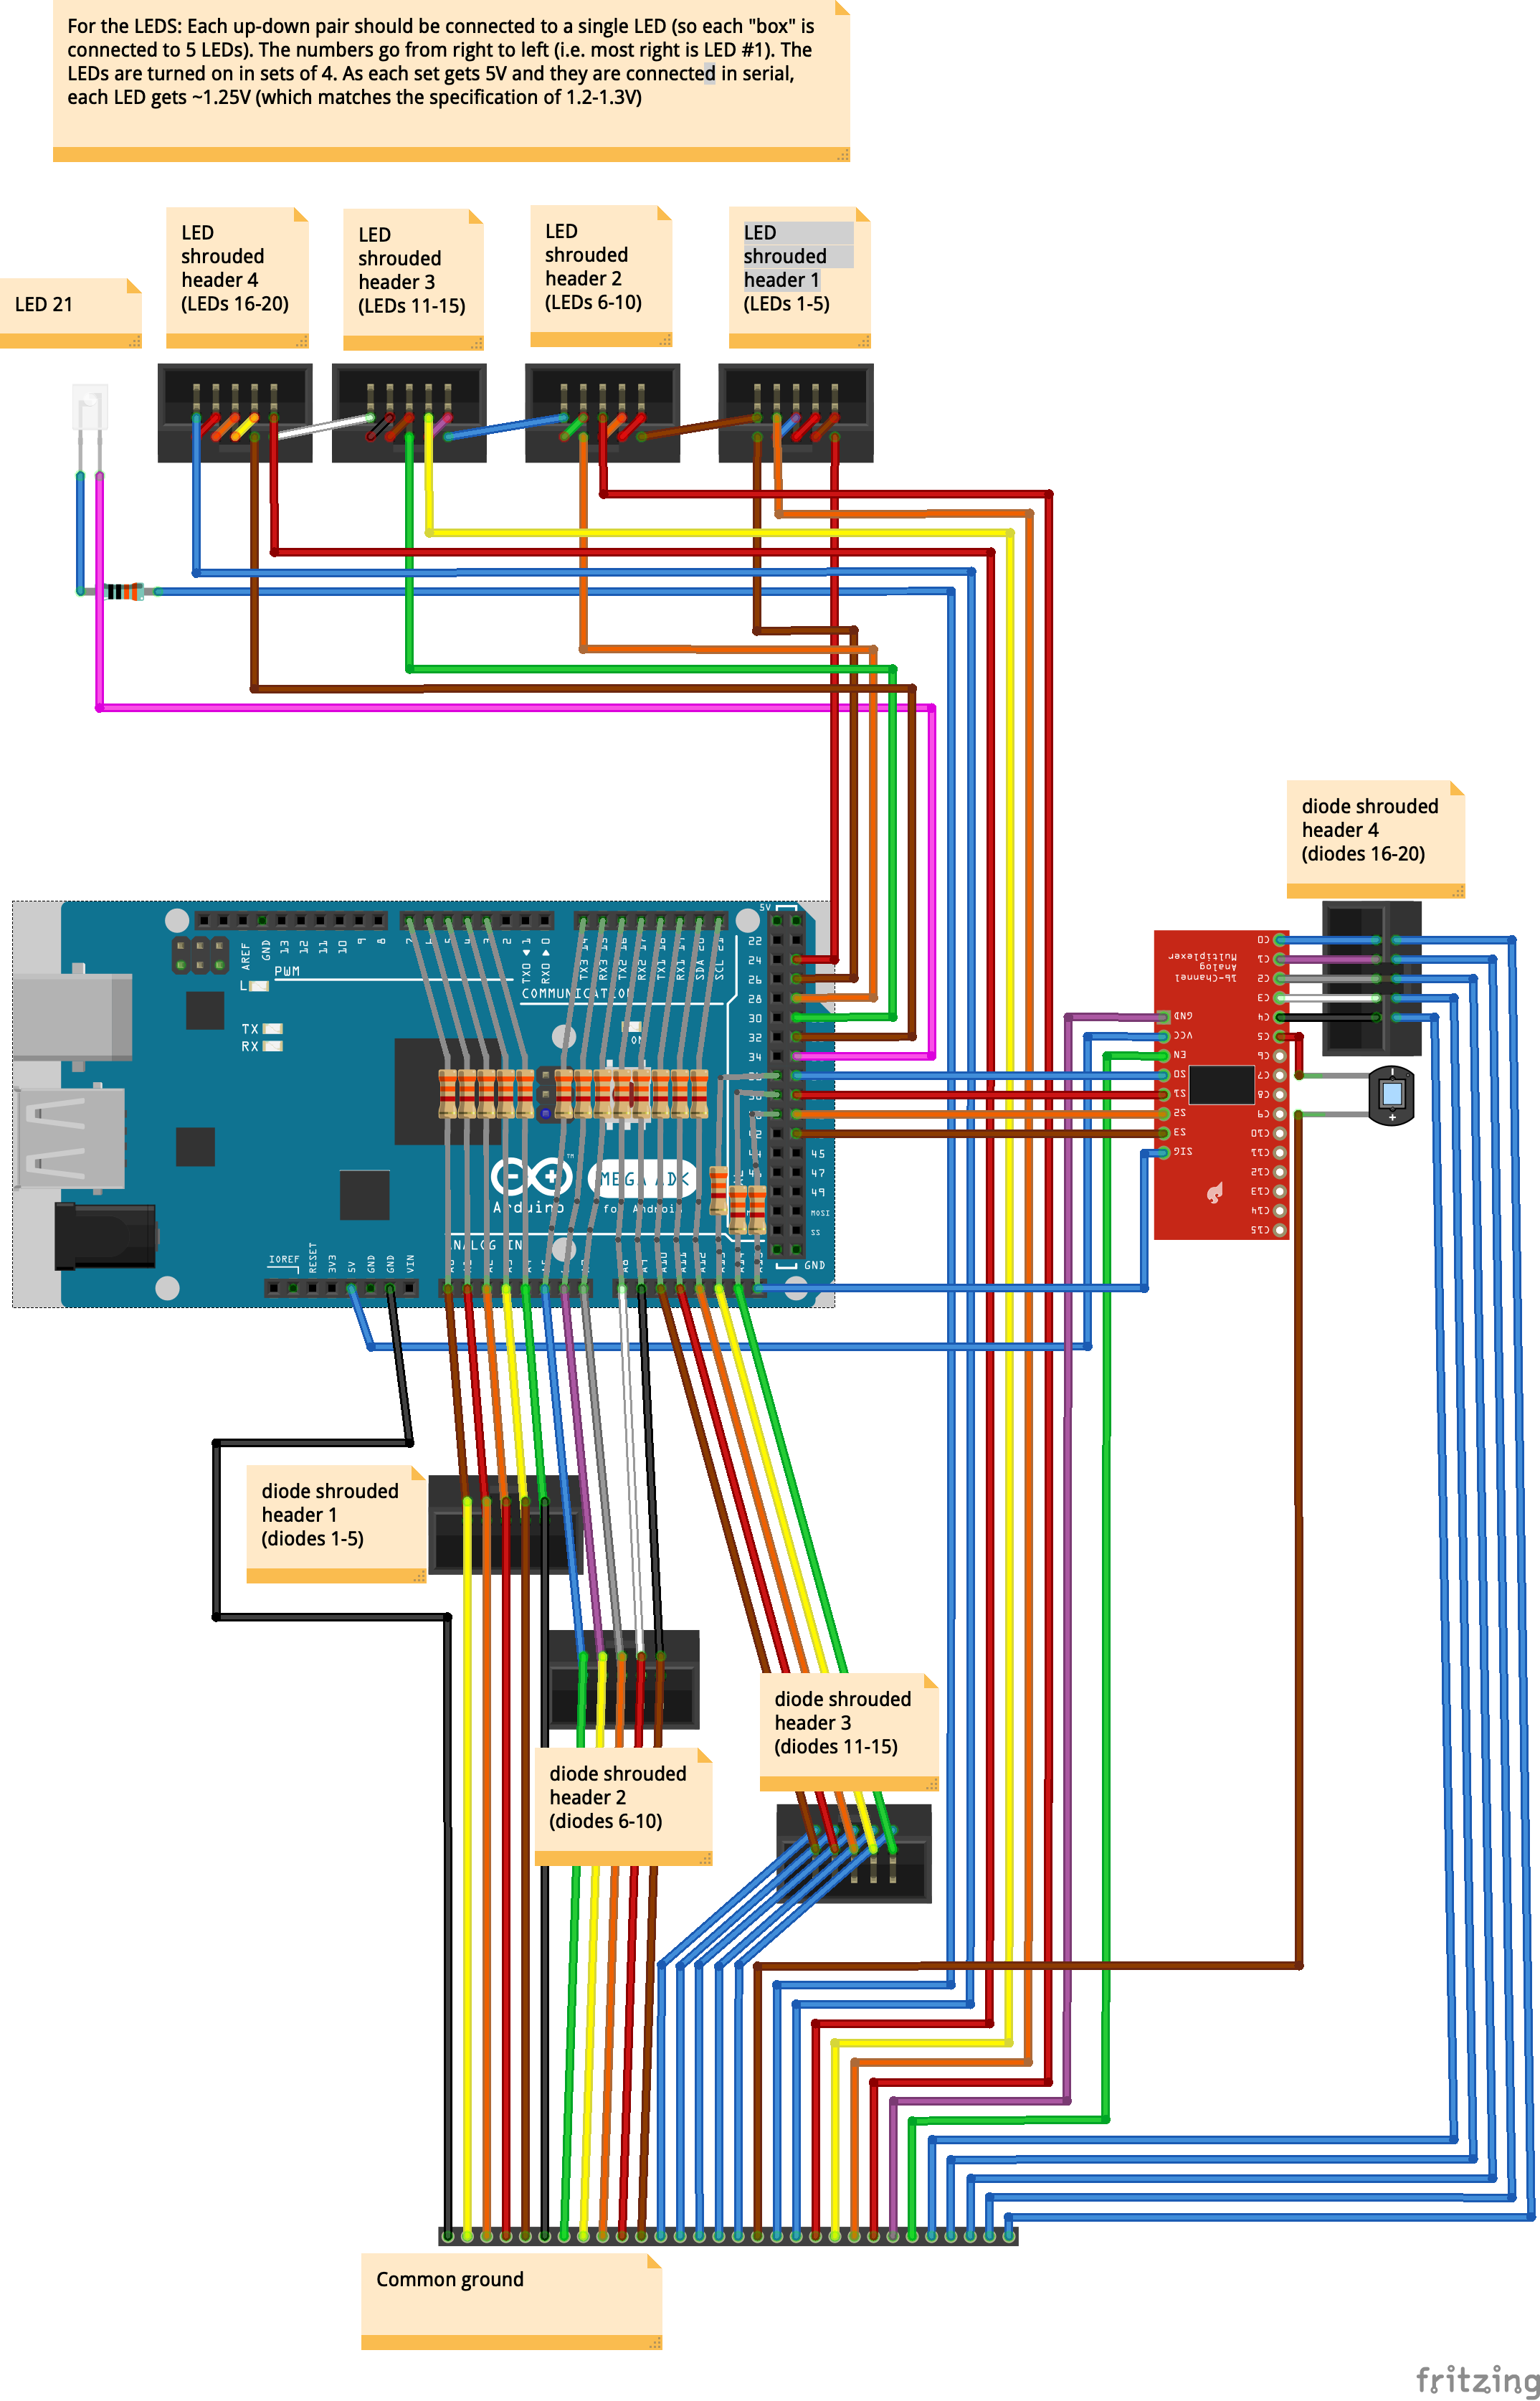 For the LEDS: Each up-down pair should be connected to a single LED (so each "box" is
connected to 5 LEDs). The numbers go from right to left (i.e. most right is LED #1). The
LEDs are turned on in sets of 4. As each set gets 5V and they are connected in serial,
each LED gets ~1.25V (which matches the specification of 1.2-1.3V)
LED 21
LED
shrouded
header 4
(LEDs 16-20)
LED
shrouded
header 3
(LEDs 11-15)
LED
shrouded
header 2
(LEDs 6-10)
LED
shrouded
header 1
(LEDs 1-5)
diode shrouded
header 4
(diodes 16-20)
AREF
GND
13
12
11
10
9
8
7
6
5
4
3
2
TX0 1
RX0 0
TX3 14
RX3 15
TX2 16
RX2 17
TX1 18
RX1 19
SDA 20
SCL 21
PWM
COMMUNICATION
L
TX
RX
ON
5V
22
24
26
28
30
32
34
45
47
49
MOSI
SS
GND
MEGA ADK
Arduino
for Android
ANALOG IN
IOREF
RESET
3V3
5V
GND
GND
VIN
16-Channel
Analog
Multiplexer
GND
VCC
EN
S0
S1
S2
S3
SIG
C0
C1
C2
C3
C4
C5
C6
C7
C8
C9
C10
C11
C12
C13
C14
C15
diode shrouded
header 1
(diodes 1-5)
diode shrouded
header 2
(diodes 6-10)
diode shrouded
header 3
(diodes 11-15)
Common ground
fritzing